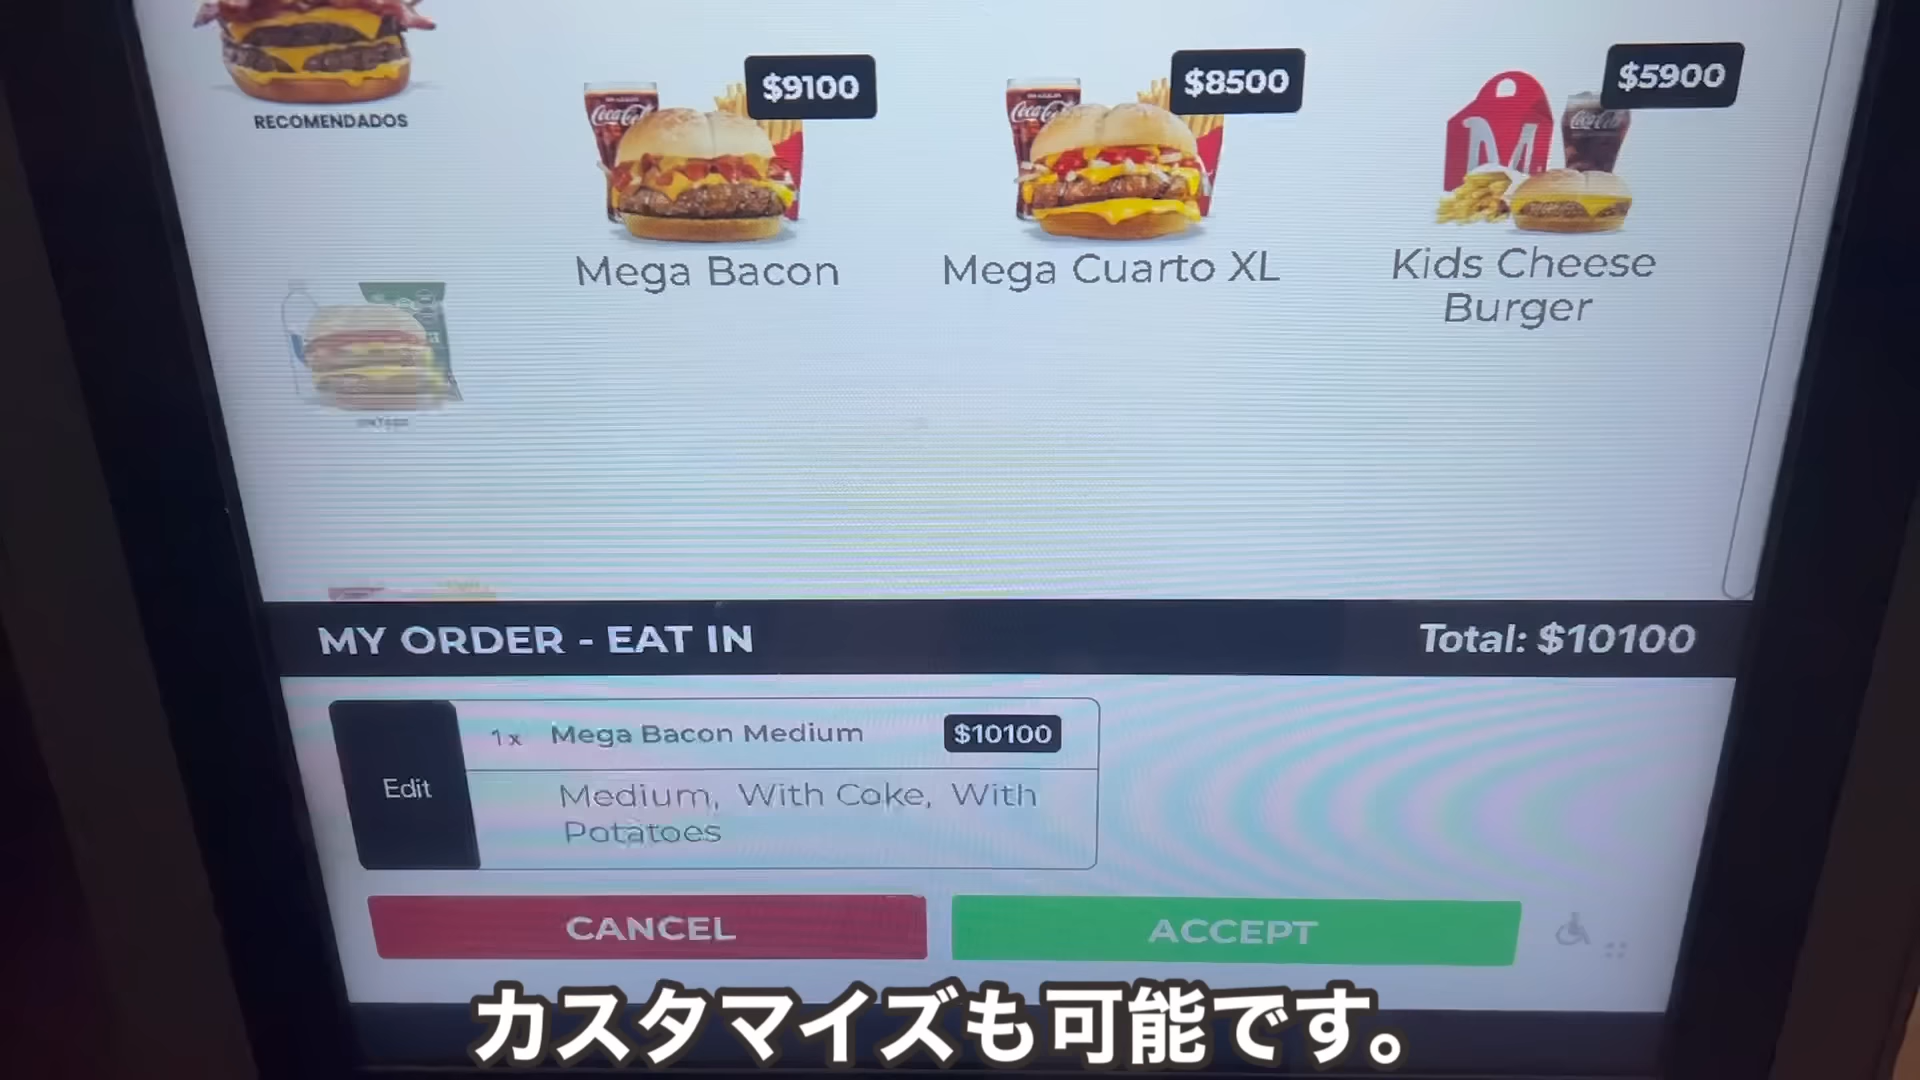 RECOMENDADOS
$9100
Mega Bacon
$8500
Mega Cuarto XL
$5900
Kids Cheese
Burger
Coca-Cola
MY ORDER - EAT IN
Total: $10100
Edit
1 x Mega Bacon Medium $10100
Medium, With Coke, With
Potatoes
CANCEL
ACCEPT
カスタマイズも可能です。